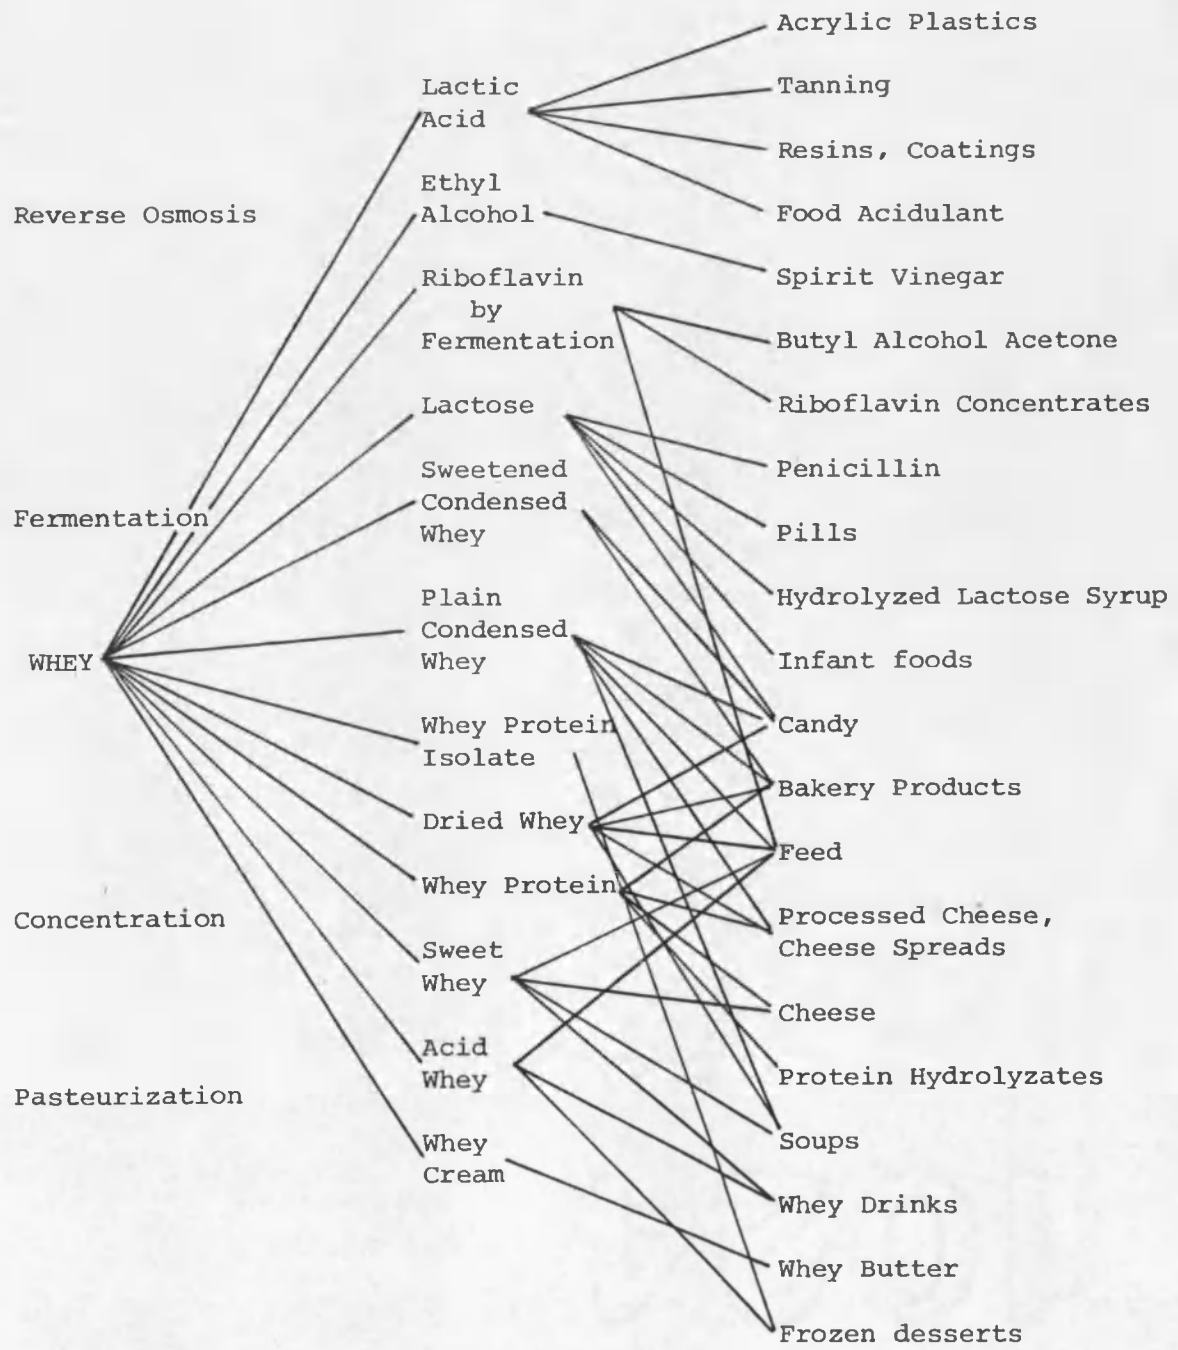 Reverse Osmosis
Fermentation
WHEY
Concentration
Pasteurization
Lactic
Acid
Ethyl
Alcohol
Riboflavin
by
Fermentation
Lactose
Sweetened
Condensed
Whey
Plain
Condensed
Whey
Whey Protein
Isolate
Dried Whey
Whey Protein
Sweet
Whey
Acid
Whey
Whey
Cream
Acrylic Plastics
Tanning
Resins, Coatings
Food Acidulant
Spirit Vinegar
Butyl Alcohol Acetone
Riboflavin Concentrates
Penicillin
Pills
Hydrolyzed Lactose Syrup
Infant foods
Candy
Bakery Products
Feed
Processed Cheese,
Cheese Spreads
Cheese
Protein Hydrolyzates
Soups
Whey Drinks
Whey Butter
Frozen desserts